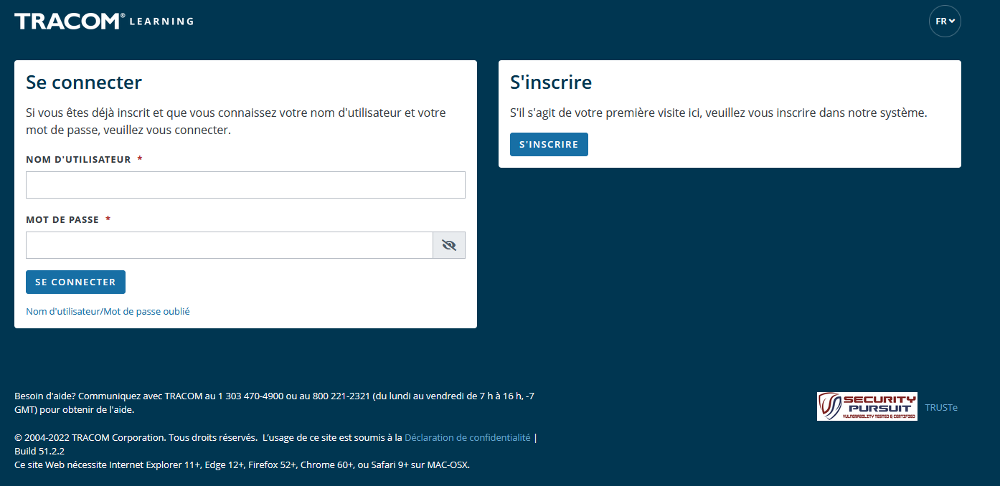 TRACOM® LEARNING
FR
Se connecter
Si vous êtes déjà inscrit et que vous connaissez votre nom d'utilisateur et votre
mot de passe, veuillez vous connecter.
NOM D'UTILISATEUR *
MOT DE PASSE *
SE CONNECTER
Nom d'utilisateur/Mot de passe oublié
S'inscrire
S'il s'agit de votre première visite ici, veuillez vous inscrire dans notre système.
S'INSCRIRE
Besoin d'aide? Communiquez avec TRACOM au 1 303 470-4900 ou au 800 221-2321 (du lundi au vendredi de 7 h à 16 h, -7
GMT) pour obtenir de l'aide.
© 2004-2022 TRACOM Corporation. Tous droits réservés.  L'usage de ce site est soumis à la Déclaration de confidentialité |
Build 51.2.2
Ce site Web nécessite Internet Explorer 11+, Edge 12+, Firefox 52+, Chrome 60+, ou Safari 9+ sur MAC-OSX.
SECURITY
PURSUIT
VULNERABILITY TESTED & CERTIFIED
TRUSTe